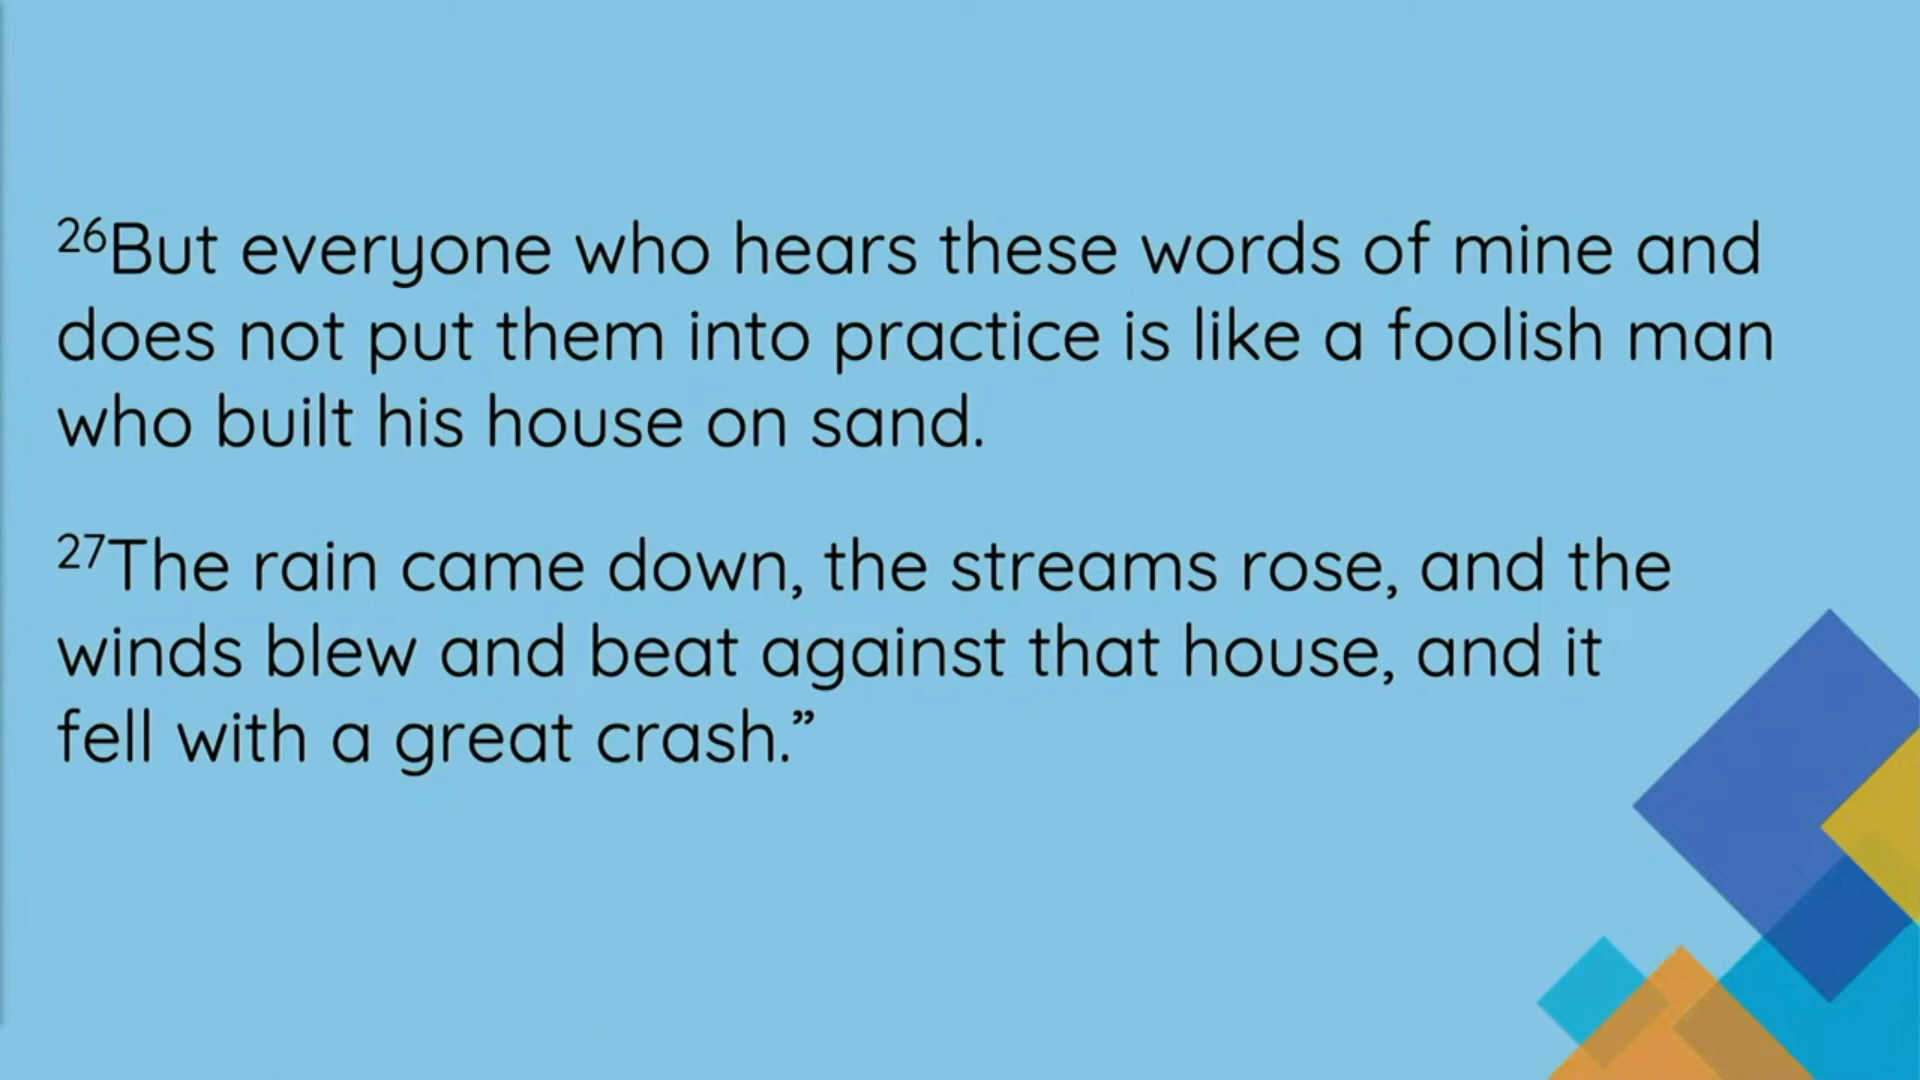 26But everyone who hears these words of mine and
does not put them into practice is like a foolish man
who built his house on sand.
27The rain came down, the streams rose, and the
winds blew and beat against that house, and it
fell with a great crash.”